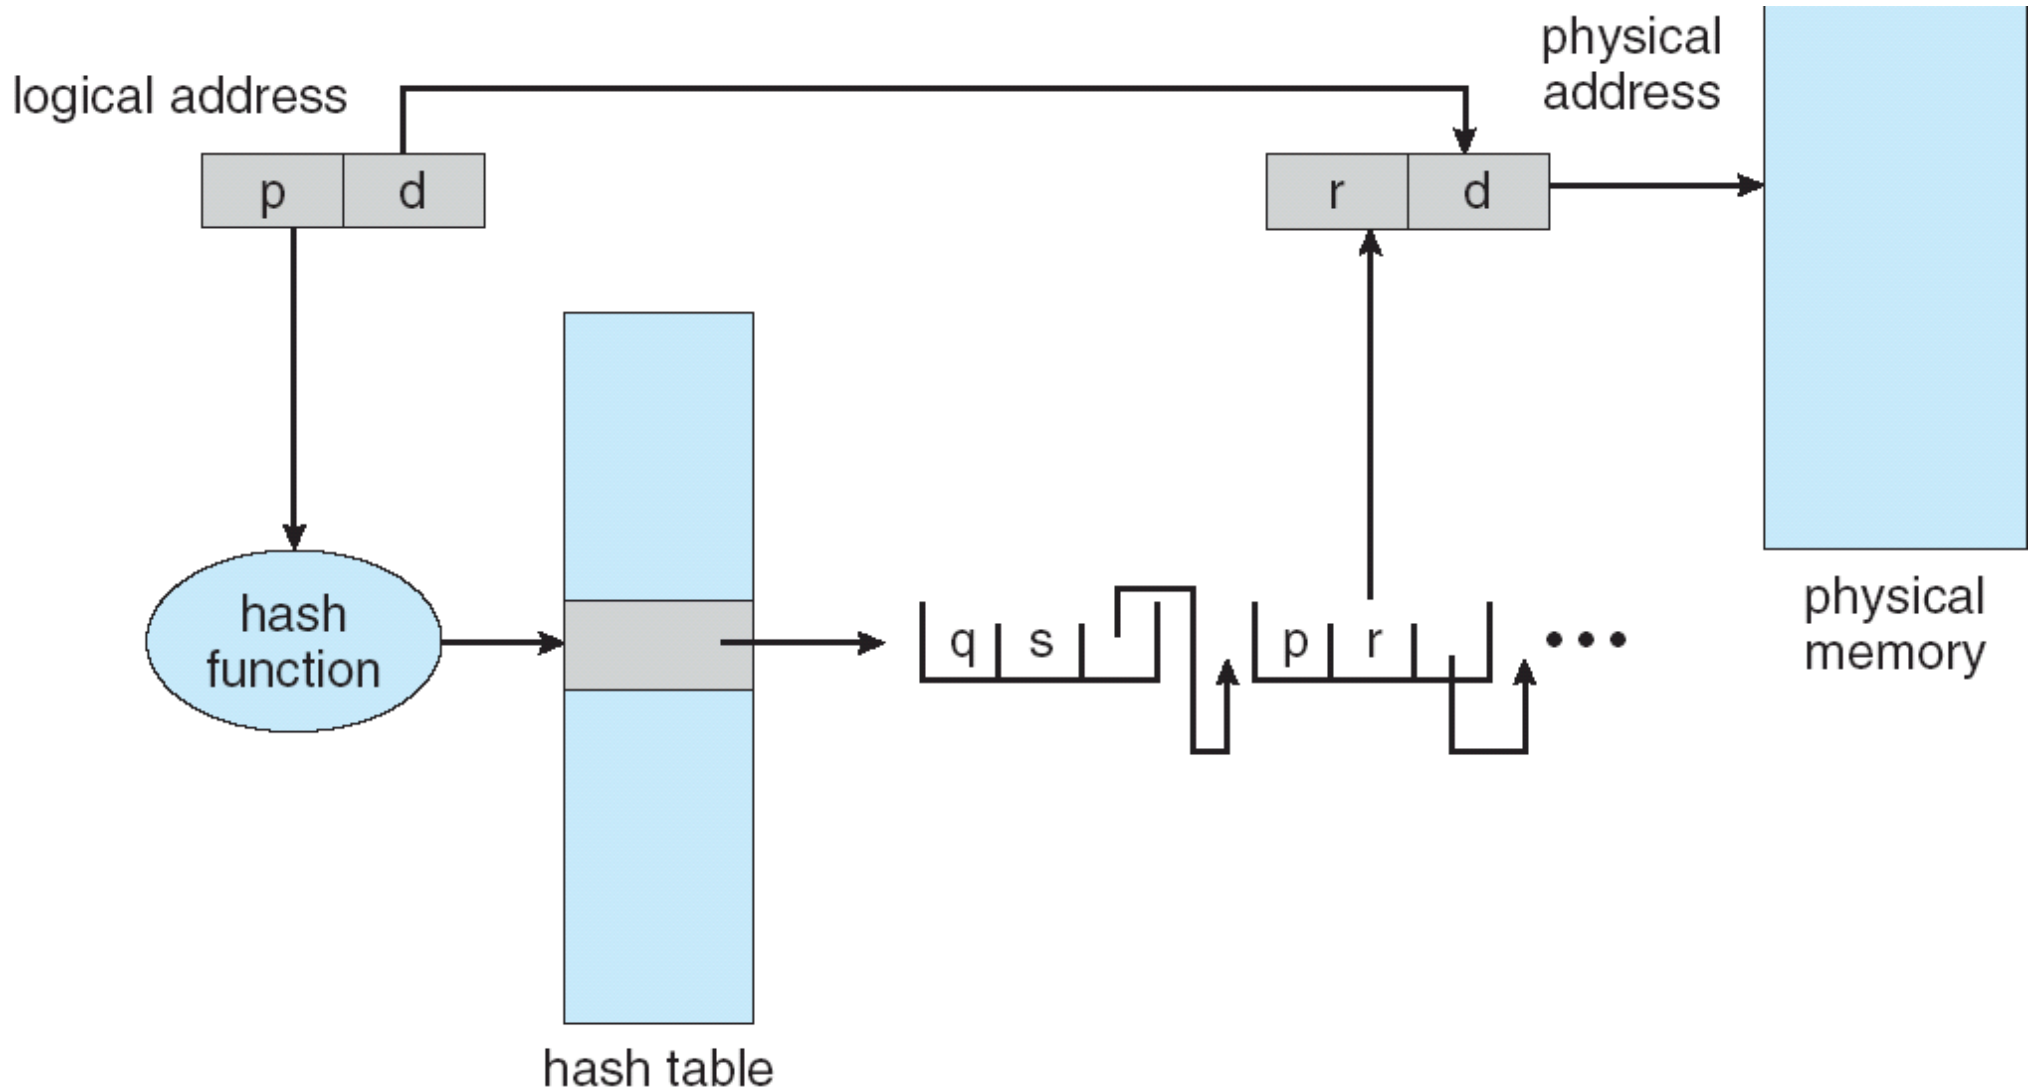 physical
address
logical address
p d
r d
hash
function
q s
p r
physical
memory
hash table